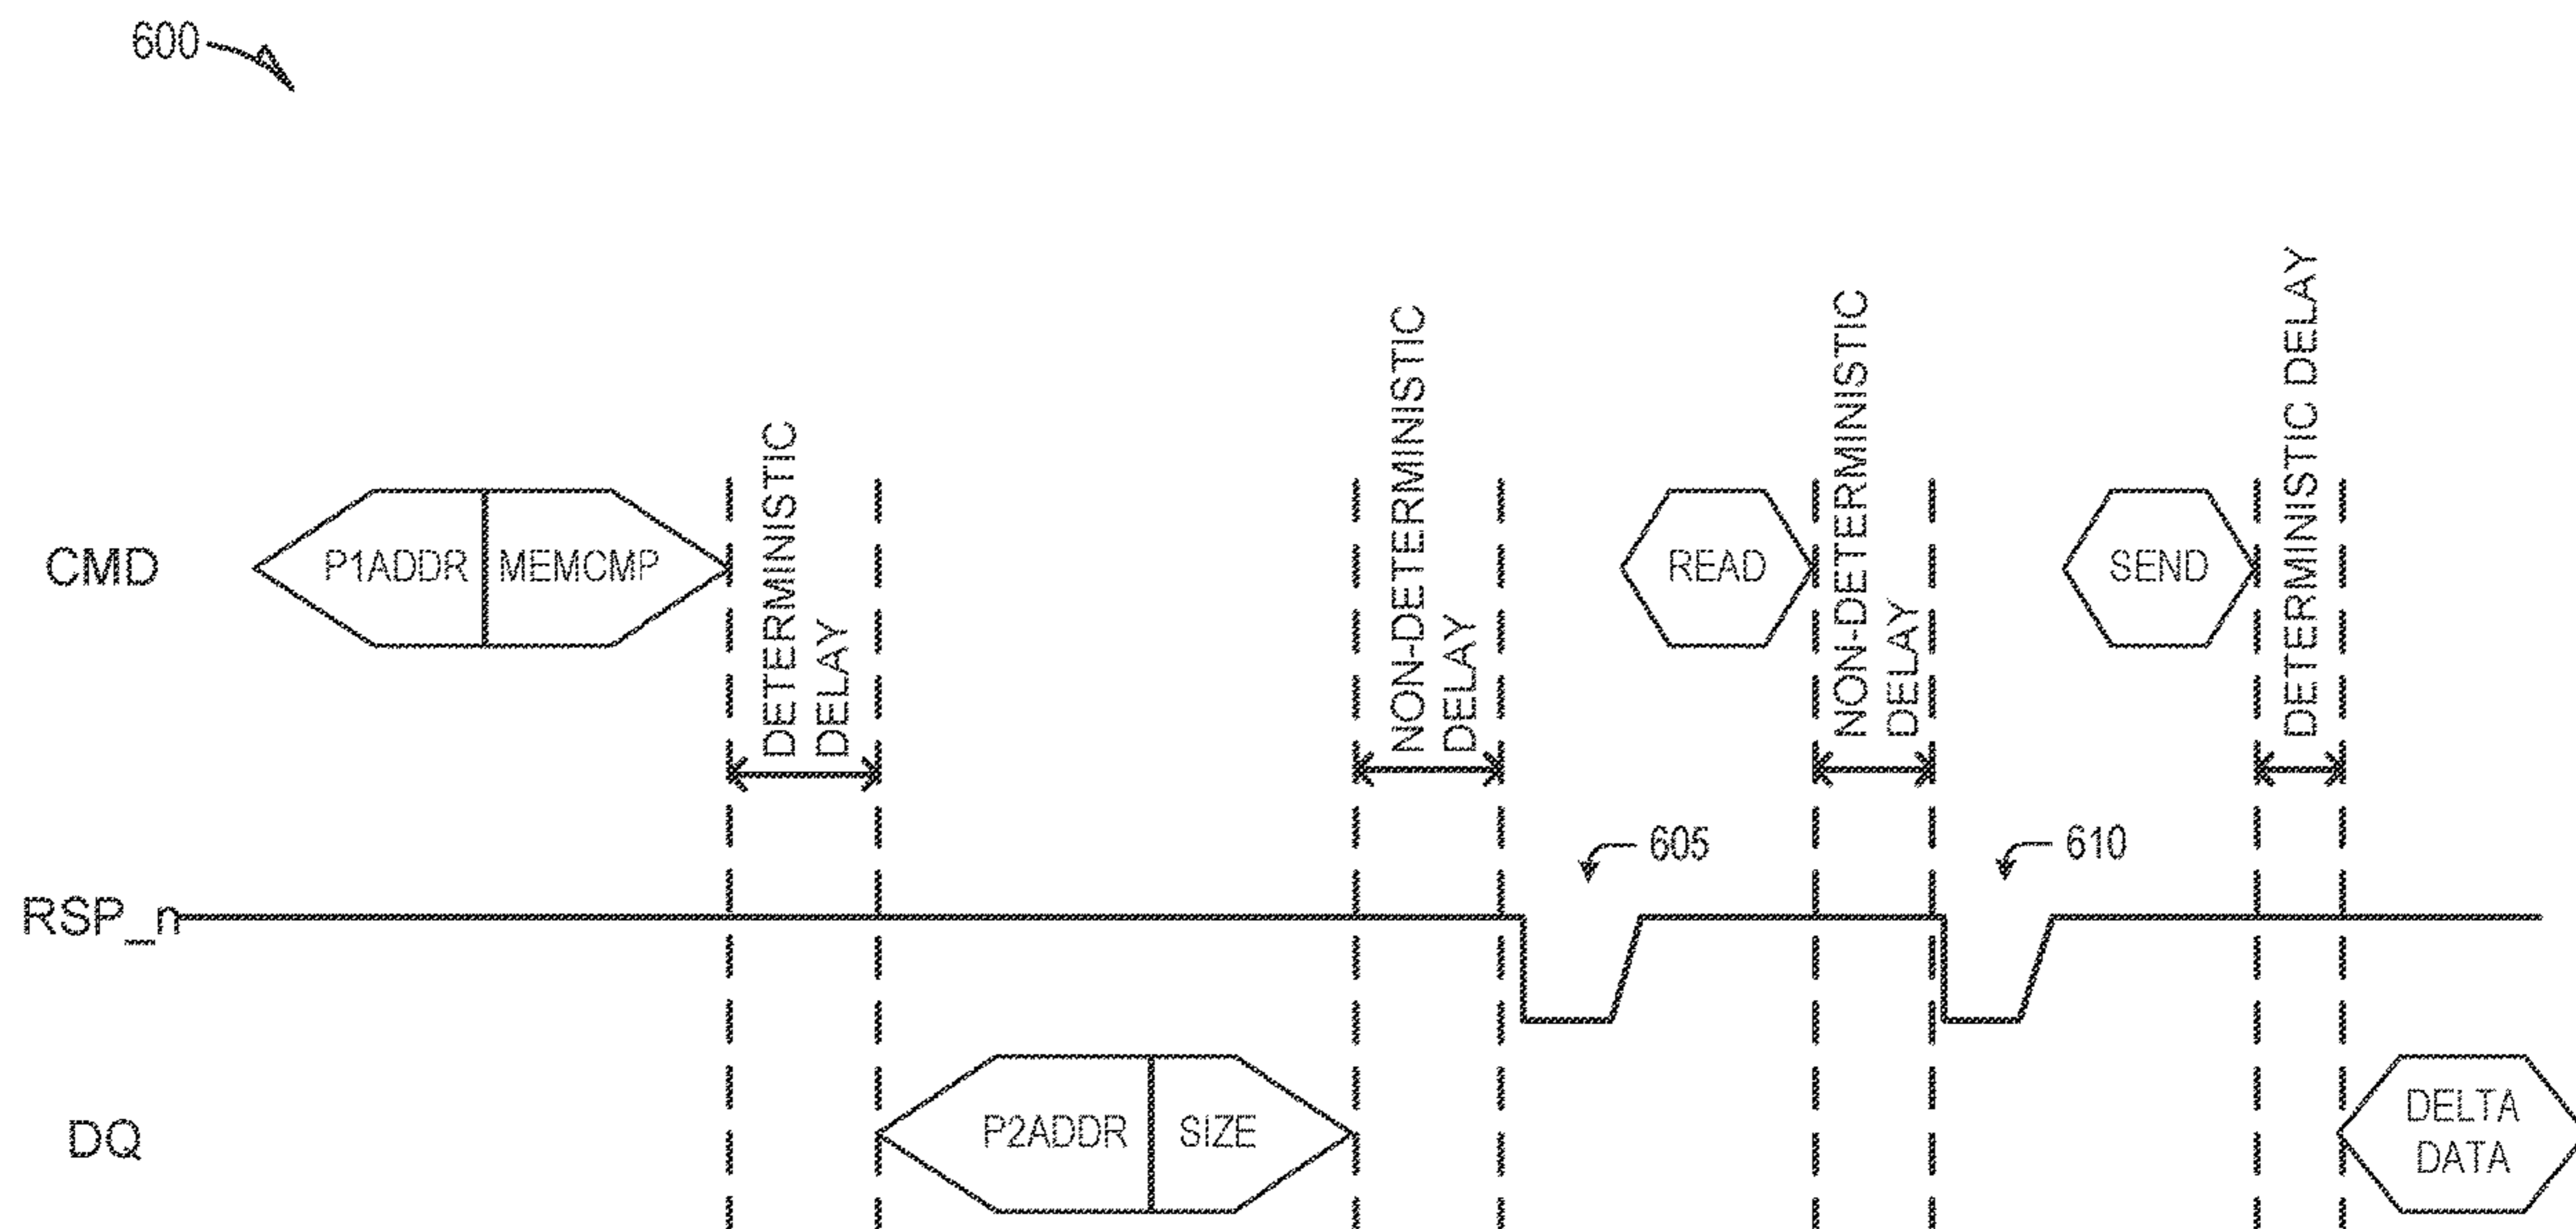 600
DETERMINISTIC
DELAY
NON-DETERMINISTIC
DELAY
NON-DETERMINISTIC
DELAY
DETERMINISTIC DELAY
CMD
P1ADDR
MEMCMP
READ
SEND
605
610
RSP_n
DQ
P2ADDR
SIZE
DELTA
DATA